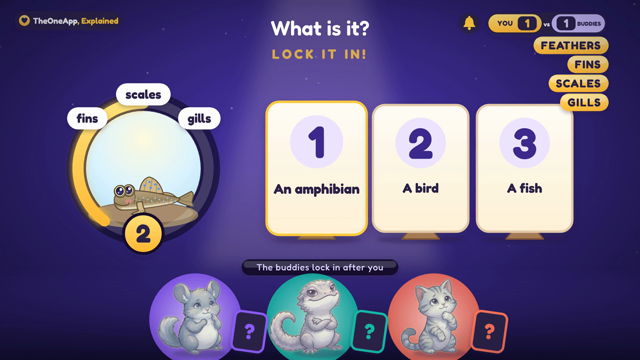 TheOneApp, Explained
What is it?
LOCK IT IN!
YOU 1 vs 1 BUDDIES
FEATHERS
FINS
SCALES
GILLS
scales
fins
gills
2
1
An amphibian
2
A bird
3
A fish
The buddies lock in after you
?
?
?